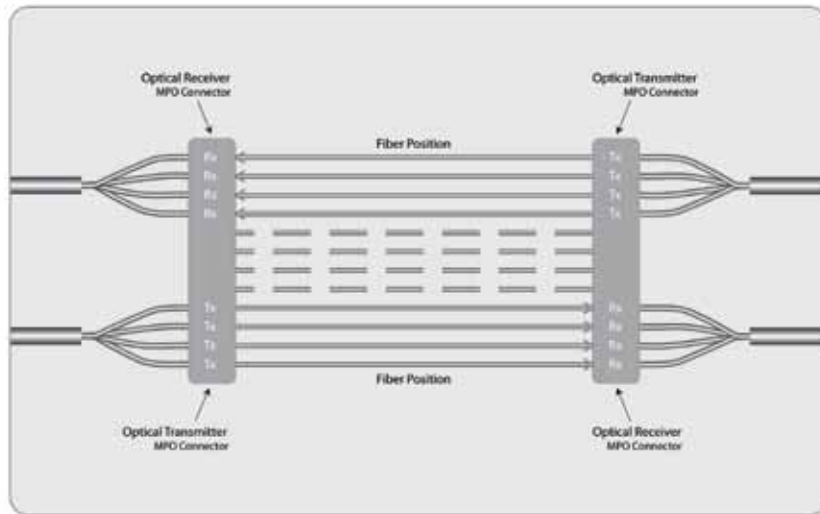 Optical Receiver
MPO Connector
Optical Transmitter
MPO Connector
Fiber Position
Rx
Rx
Rx
Rx
Tx
Tx
Tx
Tx
Tx
Tx
Tx
Tx
Rx
Rx
Rx
Rx
Fiber Position
Optical Transmitter
MPO Connector
Optical Receiver
MPO Connector